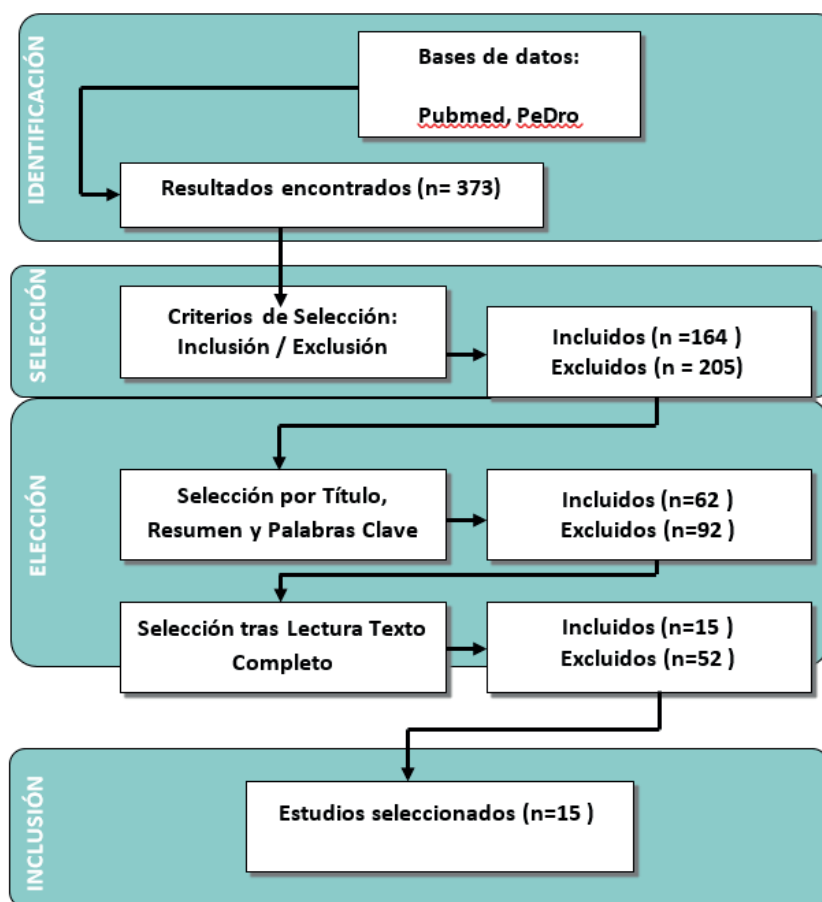 IDENTIFICACIÓN
Bases de datos:
Pubmed, PeDro
Resultados encontrados (n= 373)
SELECCIÓN
Criterios de Selección:
Inclusión / Exclusión
Incluidos (n =164 )
Excluidos (n = 205)
ELECCIÓN
Selección por Título,
Resumen y Palabras Clave
Incluidos (n=62 )
Excluidos (n=92 )
Selección tras Lectura Texto
Completo
Incluidos (n=15 )
Excluidos (n=52 )
INCLUSIÓN
Estudios seleccionados (n=15 )